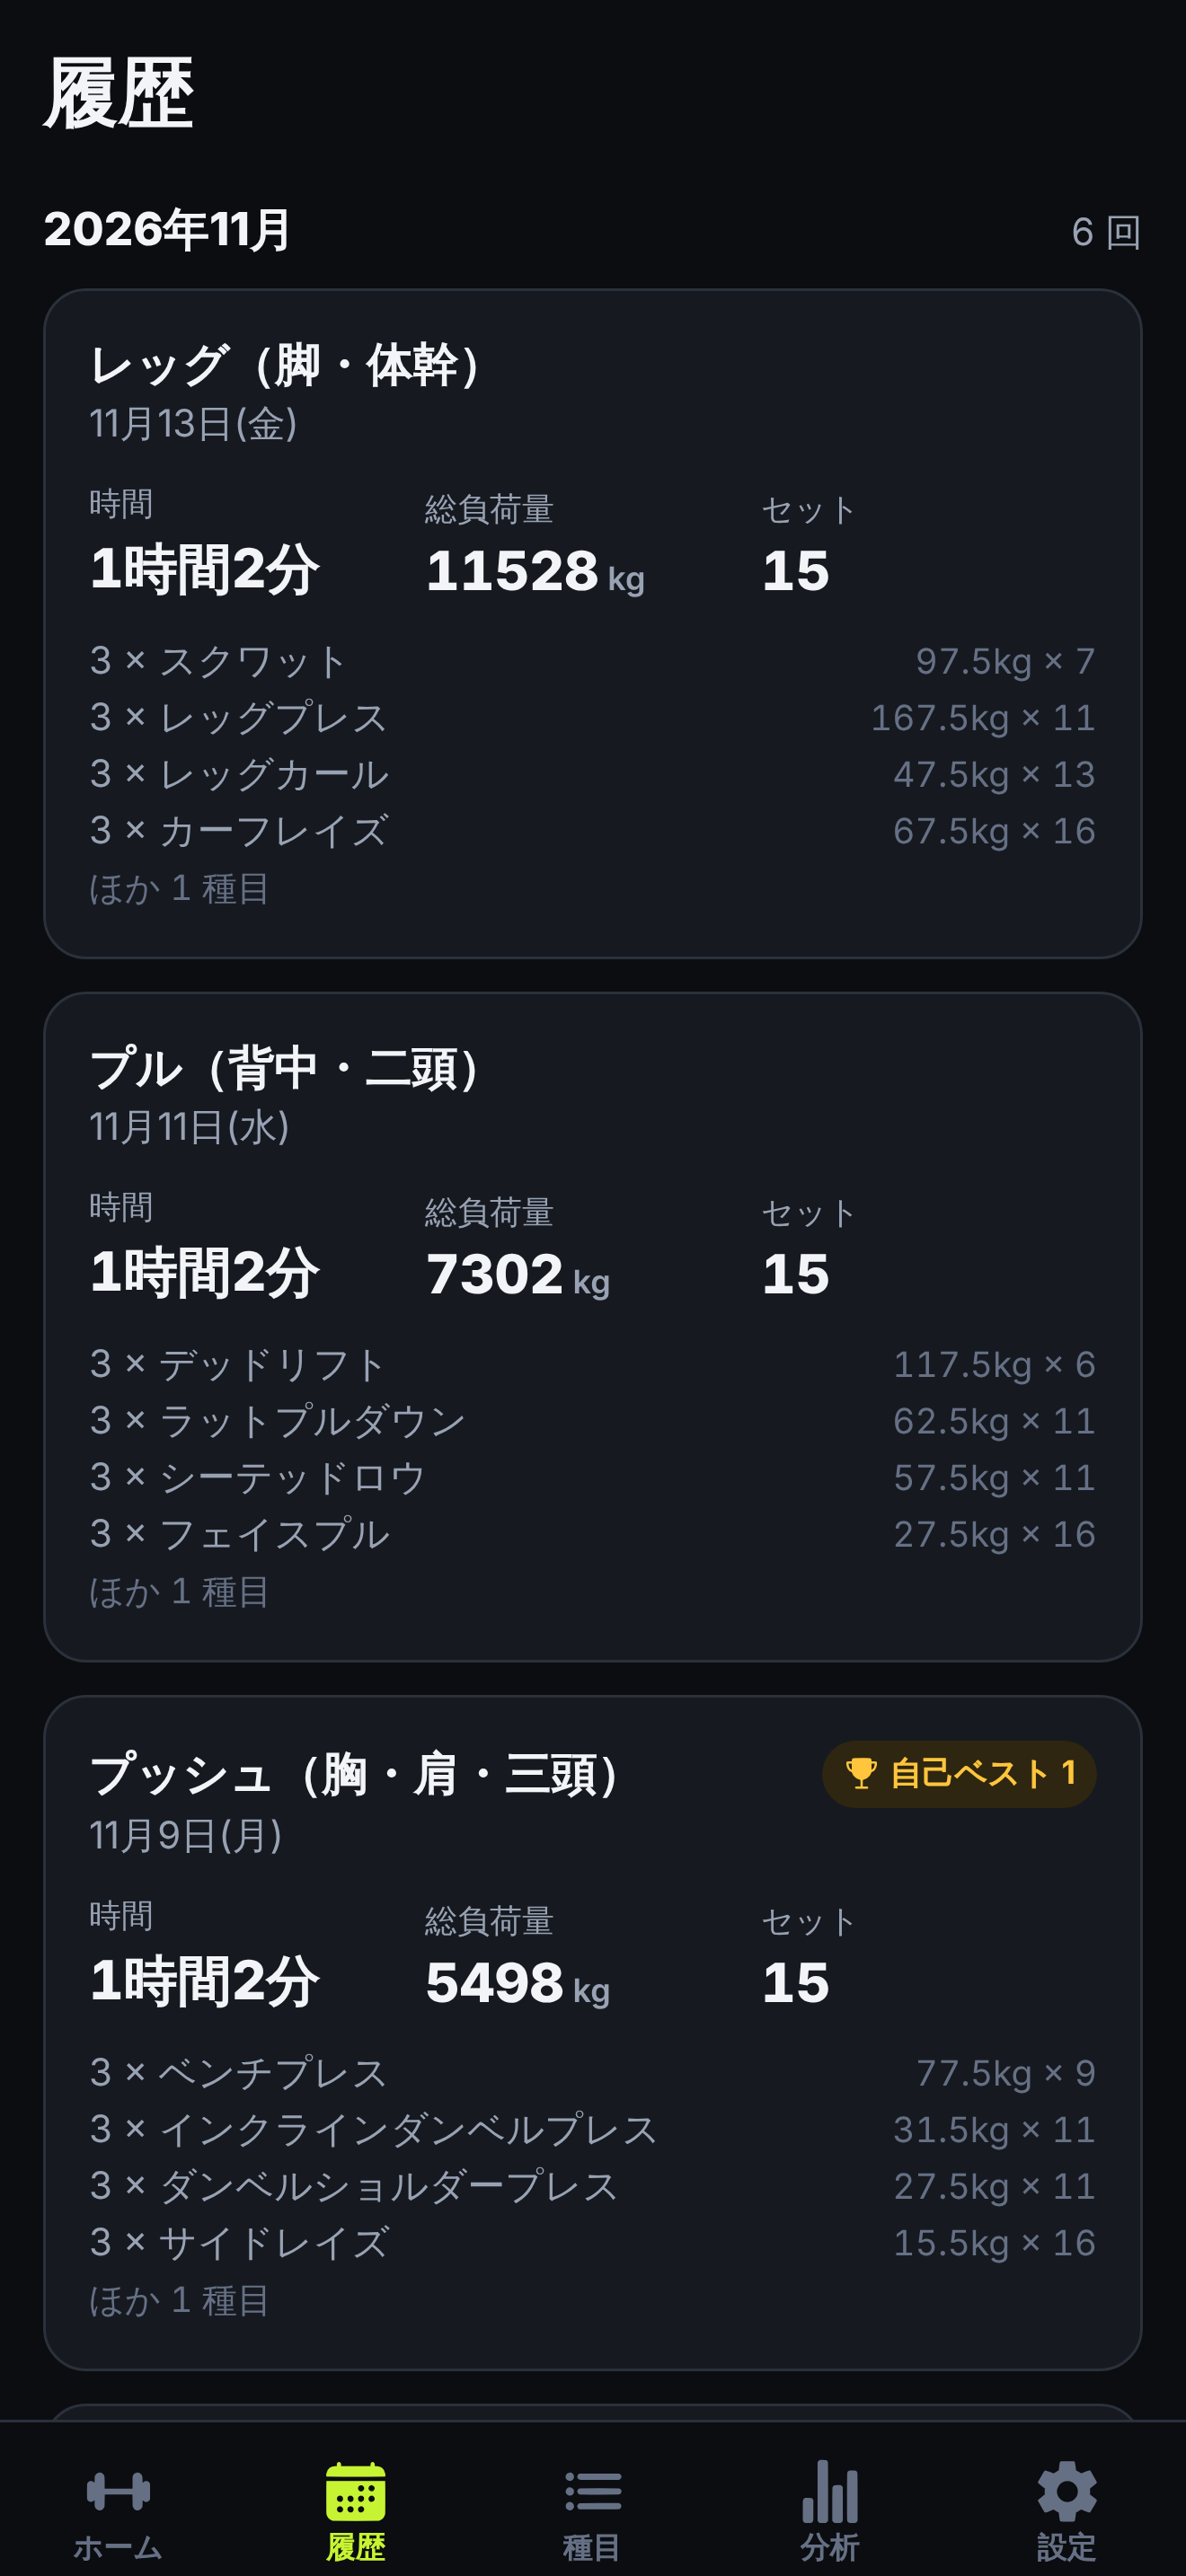 履歴
2026年11月 6 回
レッグ（脚・体幹）
11月13日(金)
時間 総負荷量 セット
1時間2分 11528 kg 15
3 × スクワット 97.5kg × 7
3 × レッグプレス 167.5kg × 11
3 × レッグカール 47.5kg × 13
3 × カーフレイズ 67.5kg × 16
ほか 1 種目
プル（背中・二頭）
11月11日(水)
時間 総負荷量 セット
1時間2分 7302 kg 15
3 × デッドリフト 117.5kg × 6
3 × ラットプルダウン 62.5kg × 11
3 × シーテッドロウ 57.5kg × 11
3 × フェイスプル 27.5kg × 16
ほか 1 種目
プッシュ（胸・肩・三頭） 自己ベスト 1
11月9日(月)
時間 総負荷量 セット
1時間2分 5498 kg 15
3 × ベンチプレス 77.5kg × 9
3 × インクラインダンベルプレス 31.5kg × 11
3 × ダンベルショルダープレス 27.5kg × 11
3 × サイドレイズ 15.5kg × 16
ほか 1 種目
ホーム 履歴 種目 分析 設定